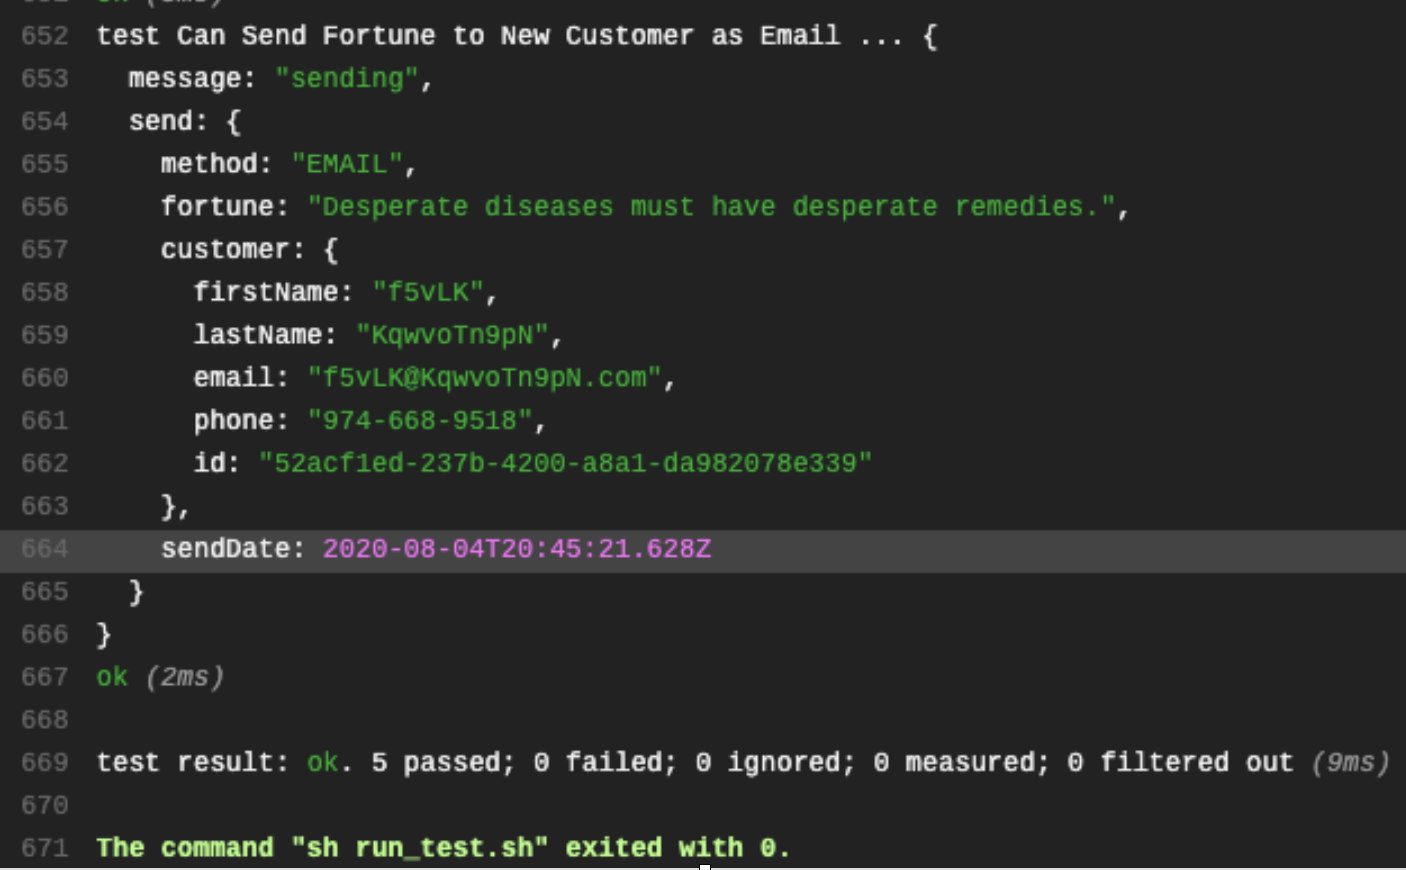 652 test Can Send Fortune to New Customer as Email ... {
653   message: "sending",
654   send: {
655     method: "EMAIL",
656     fortune: "Desperate diseases must have desperate remedies.",
657     customer: {
658       firstName: "f5vLK",
659       lastName: "KqwvoTn9pN",
660       email: "f5vLK@KqwvoTn9pN.com",
661       phone: "974-668-9518",
662       id: "52acf1ed-237b-4200-a8a1-da982078e339"
663     },
664     sendDate: 2020-08-04T20:45:21.628Z
665   }
666 }
667 ok (2ms)
668
669 test result: ok. 5 passed; 0 failed; 0 ignored; 0 measured; 0 filtered out (9ms)
670
671 The command "sh run_test.sh" exited with 0.